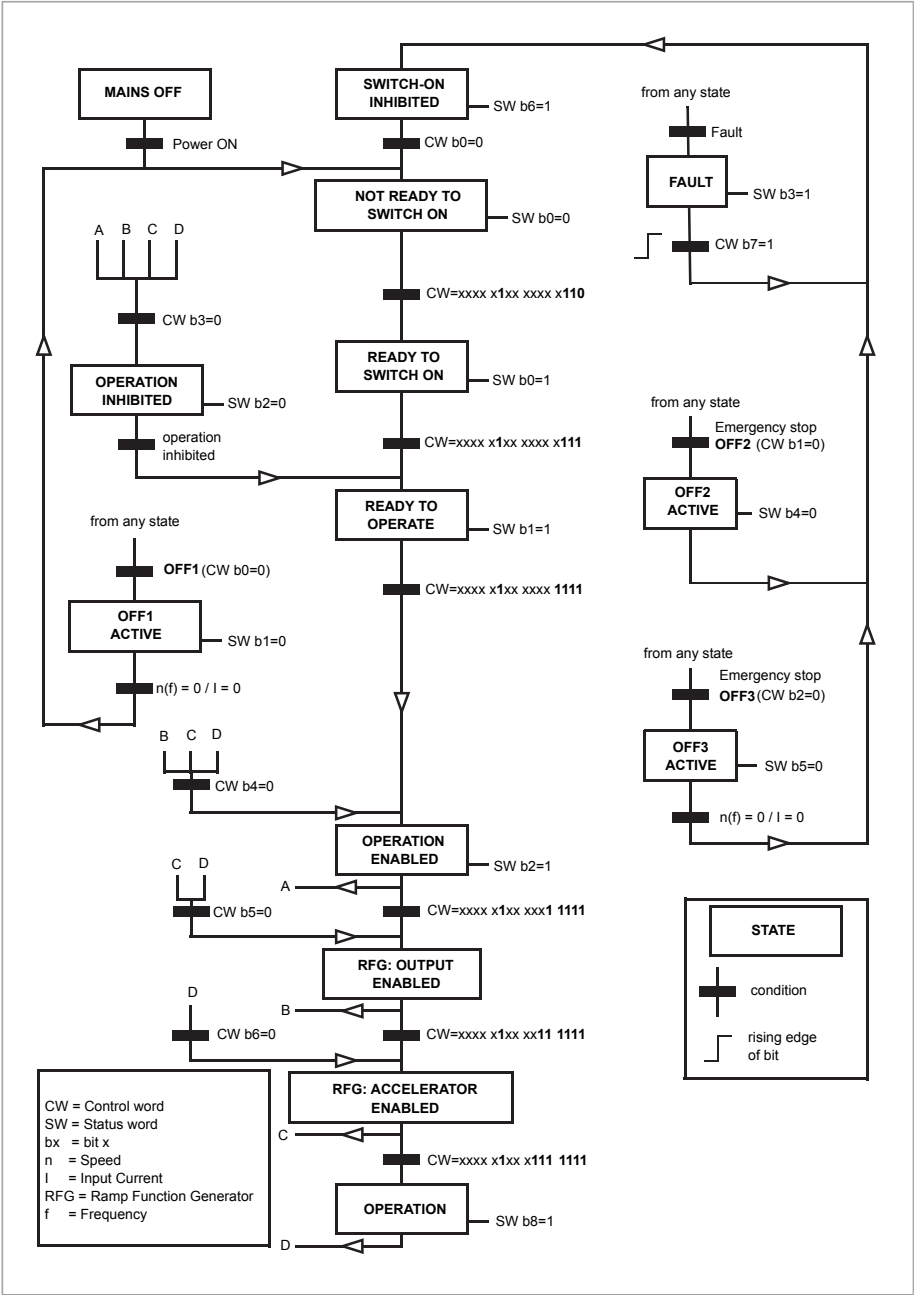 MAINS OFF
Power ON
SWITCH-ON
INHIBITED
SW b6=1
CW b0=0
NOT READY TO
SWITCH ON
SW b0=0
CW=xxxx x1xx xxxx x110
READY TO
SWITCH ON
SW b0=1
CW=xxxx x1xx xxxx x111
READY TO
OPERATE
SW b1=1
CW=xxxx x1xx xxxx 1111
A B C D
CW b3=0
OPERATION
INHIBITED
SW b2=0
operation
inhibited
from any state
OFF1 (CW b0=0)
OFF1
ACTIVE
SW b1=0
n(f) = 0 / I = 0
B C D
CW b4=0
OPERATION
ENABLED
SW b2=1
A
CW=xxxx x1xx xxx1 1111
C D
CW b5=0
RFG: OUTPUT
ENABLED
B
CW=xxxx x1xx xx11 1111
D
CW b6=0
RFG: ACCELERATOR
ENABLED
C
CW=xxxx x1xx x111 1111
OPERATION
SW b8=1
D
from any state
Fault
FAULT
SW b3=1
CW b7=1
from any state
Emergency stop
OFF2 (CW b1=0)
OFF2
ACTIVE
SW b4=0
from any state
Emergency stop
OFF3 (CW b2=0)
OFF3
ACTIVE
SW b5=0
n(f) = 0 / I = 0
STATE
condition
rising edge
of bit
CW = Control word
SW = Status word
bx = bit x
n = Speed
I = Input Current
RFG = Ramp Function Generator
f = Frequency